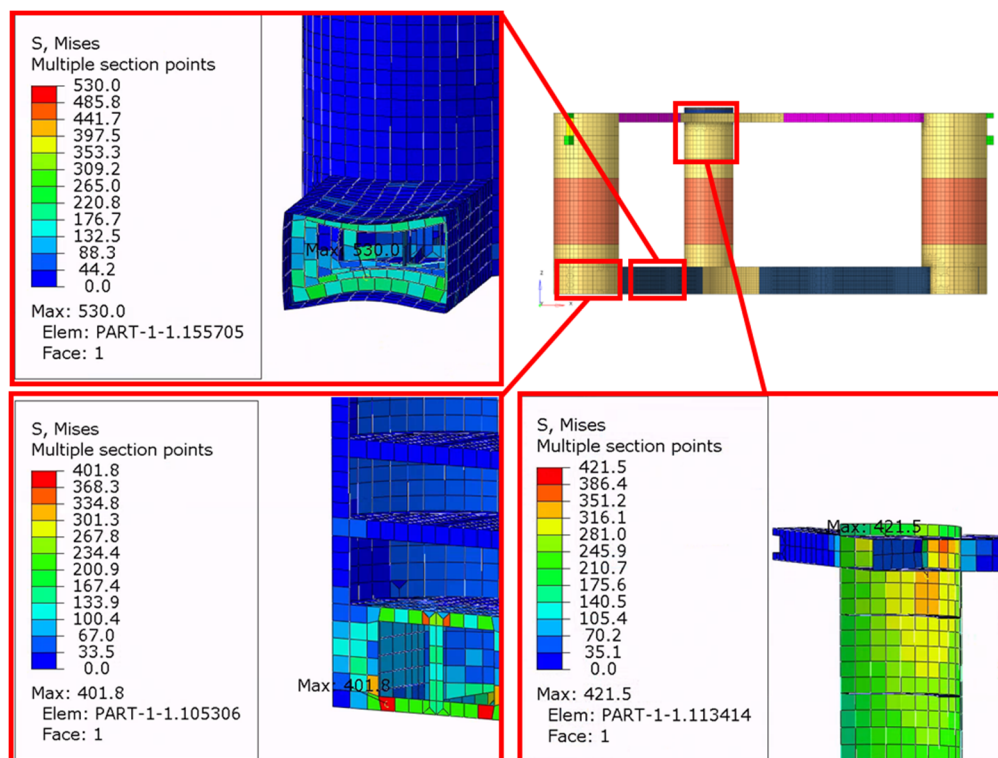 S, Mises
Multiple section points
530.0
485.8
441.7
397.5
353.3
309.2
265.0
220.8
176.7
132.5
88.3
44.2
0.0
Max: 530.0
Elem: PART-1-1.155705
Face: 1
Max: 530.0
S, Mises
Multiple section points
401.8
368.3
334.8
301.3
267.8
234.4
200.9
167.4
133.9
100.4
67.0
33.5
0.0
Max: 401.8
Elem: PART-1-1.105306
Face: 1
Max: 401.8
S, Mises
Multiple section points
421.5
386.4
351.2
316.1
281.0
245.9
210.7
175.6
140.5
105.4
70.2
35.1
0.0
Max: 421.5
Elem: PART-1-1.113414
Face: 1
Max: 421.5